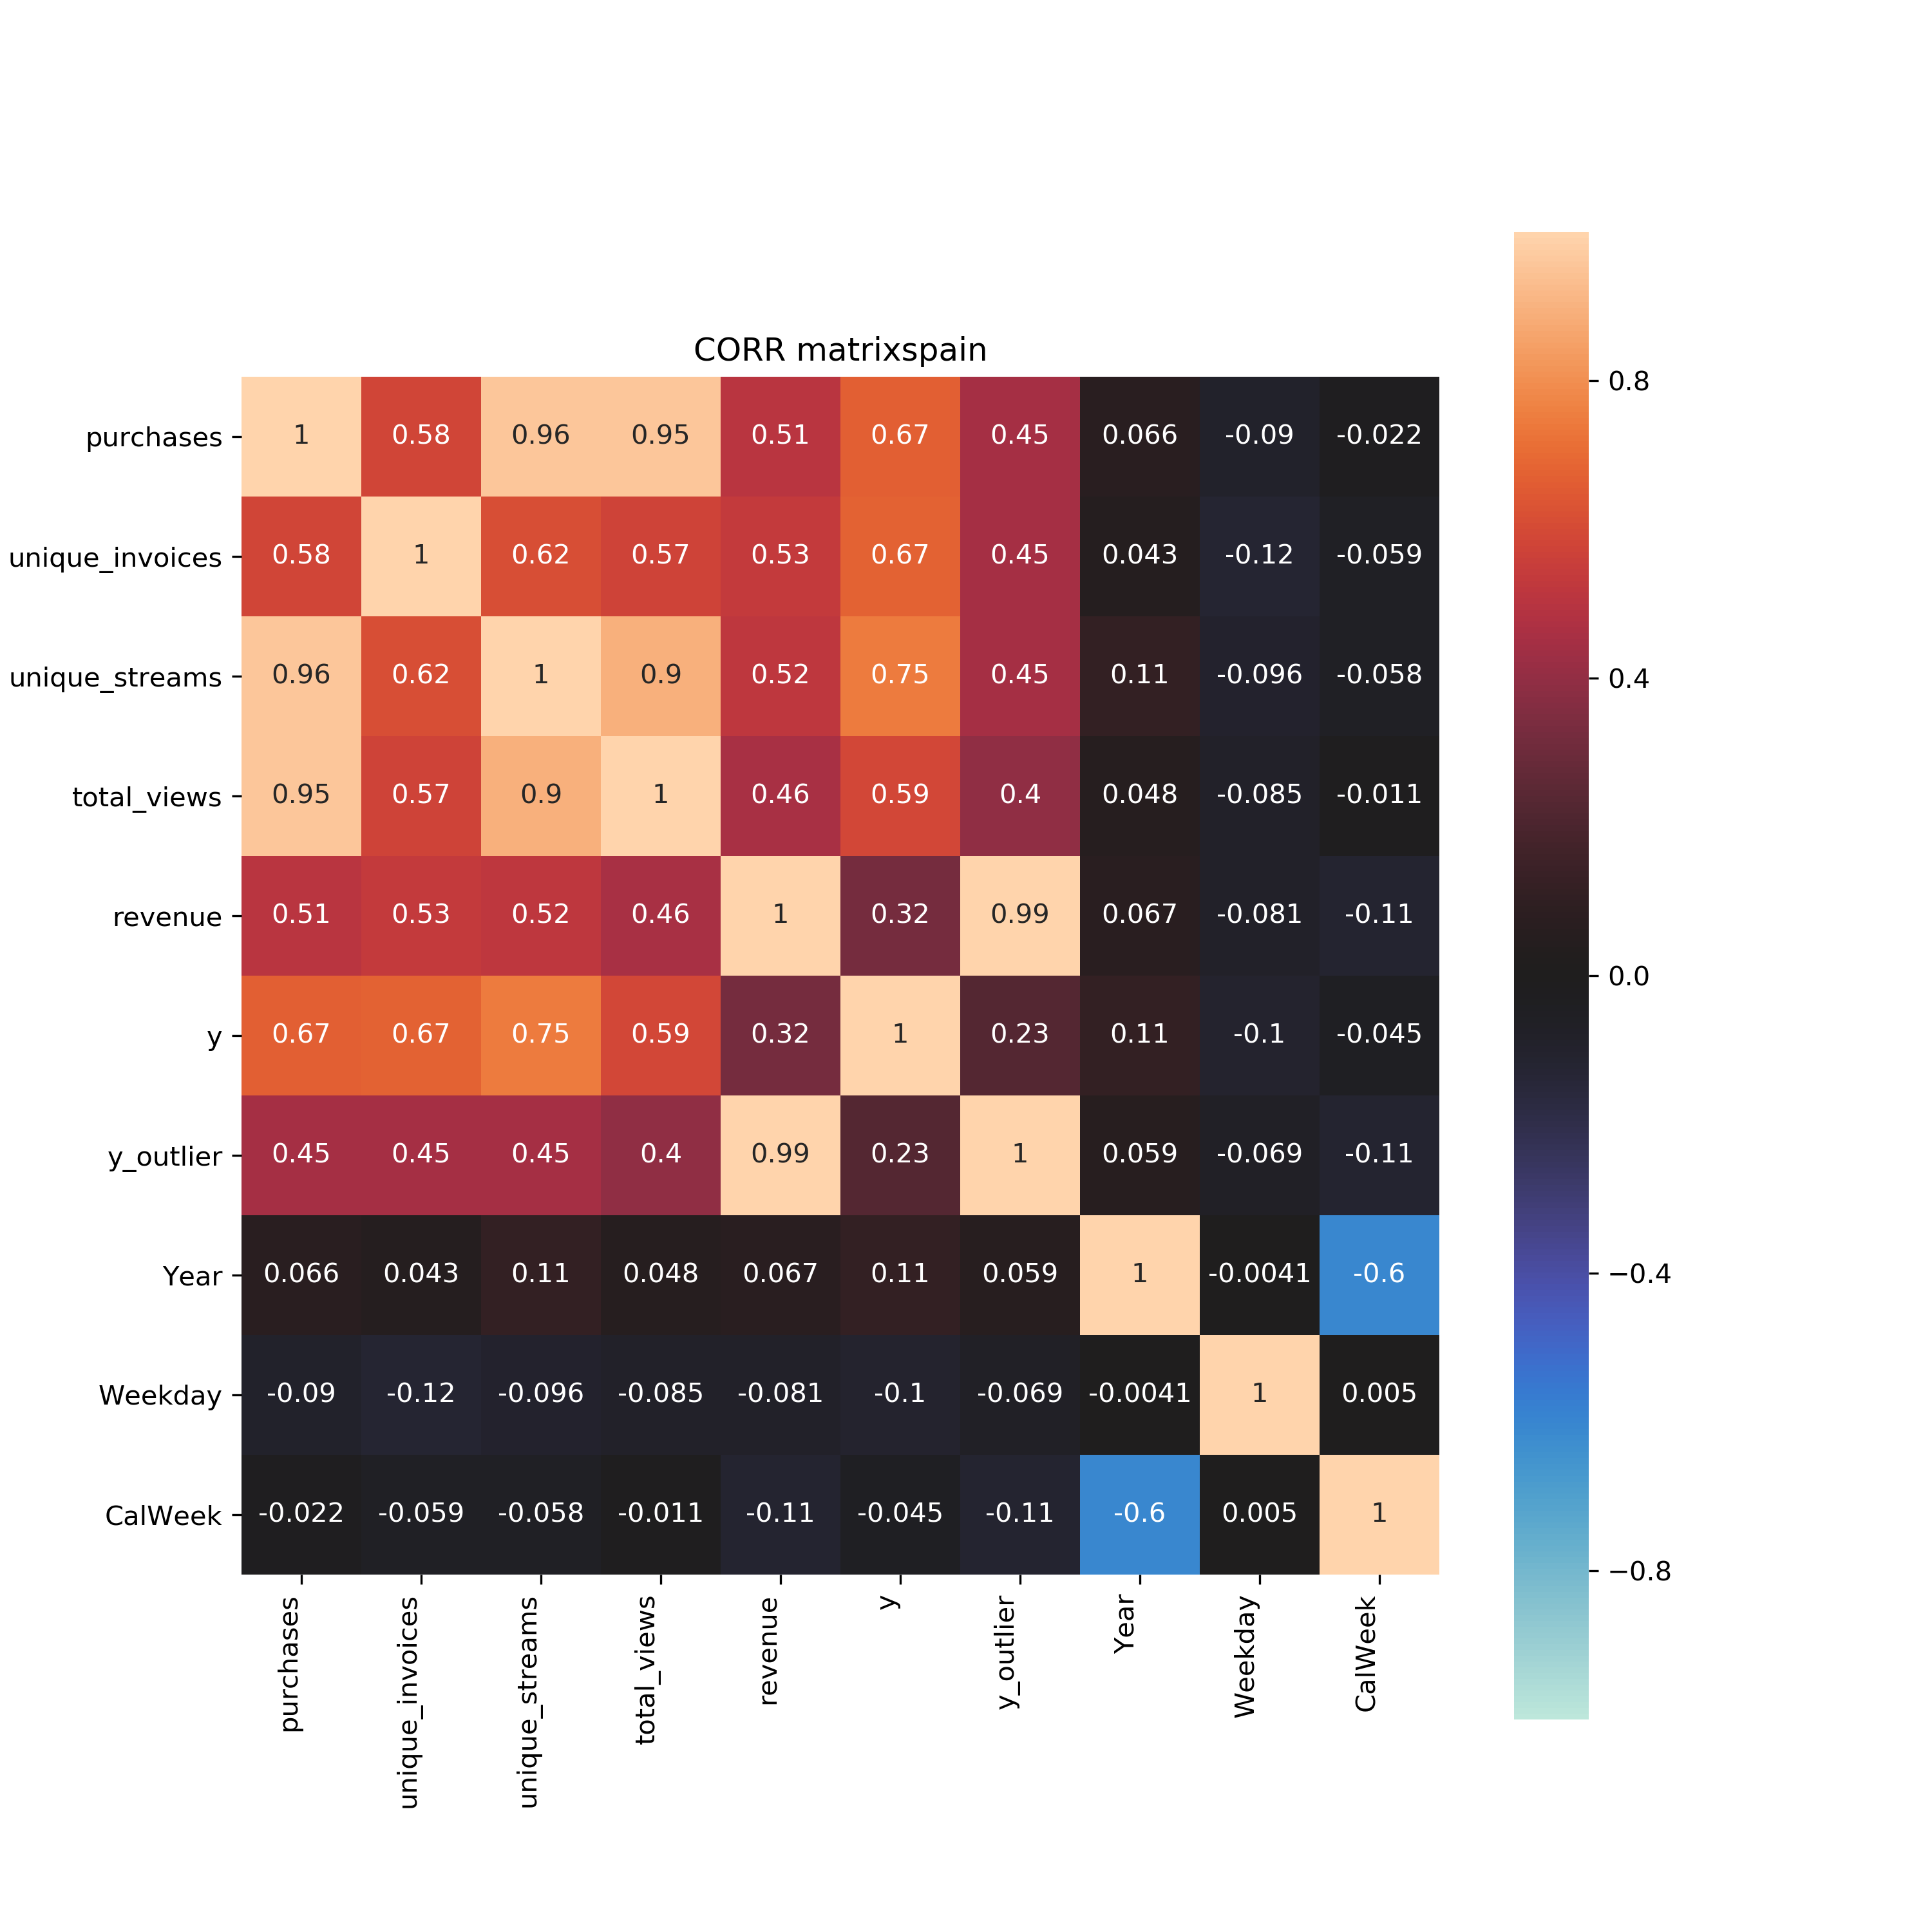 CORR matrixspain
purchases 1 0.58 0.96 0.95 0.51 0.67 0.45 0.066 -0.09 -0.022
unique_invoices 0.58 1 0.62 0.57 0.53 0.67 0.45 0.043 -0.12 -0.059
unique_streams 0.96 0.62 1 0.9 0.52 0.75 0.45 0.11 -0.096 -0.058
total_views 0.95 0.57 0.9 1 0.46 0.59 0.4 0.048 -0.085 -0.011
revenue 0.51 0.53 0.52 0.46 1 0.32 0.99 0.067 -0.081 -0.11
y 0.67 0.67 0.75 0.59 0.32 1 0.23 0.11 -0.1 -0.045
y_outlier 0.45 0.45 0.45 0.4 0.99 0.23 1 0.059 -0.069 -0.11
Year 0.066 0.043 0.11 0.048 0.067 0.11 0.059 1 -0.0041 -0.6
Weekday -0.09 -0.12 -0.096 -0.085 -0.081 -0.1 -0.069 -0.0041 1 0.005
CalWeek -0.022 -0.059 -0.058 -0.011 -0.11 -0.045 -0.11 -0.6 0.005 1
purchases
unique_invoices
unique_streams
total_views
revenue
y
y_outlier
Year
Weekday
CalWeek
0.8
0.4
0.0
−0.4
−0.8